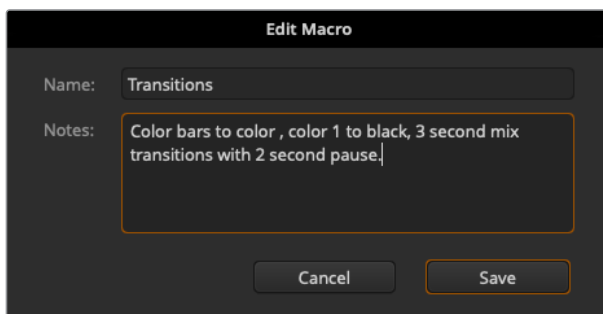 Edit Macro
Name: Transitions
Notes: Color bars to color , color 1 to black, 3 second mix
transitions with 2 second pause.
Cancel Save